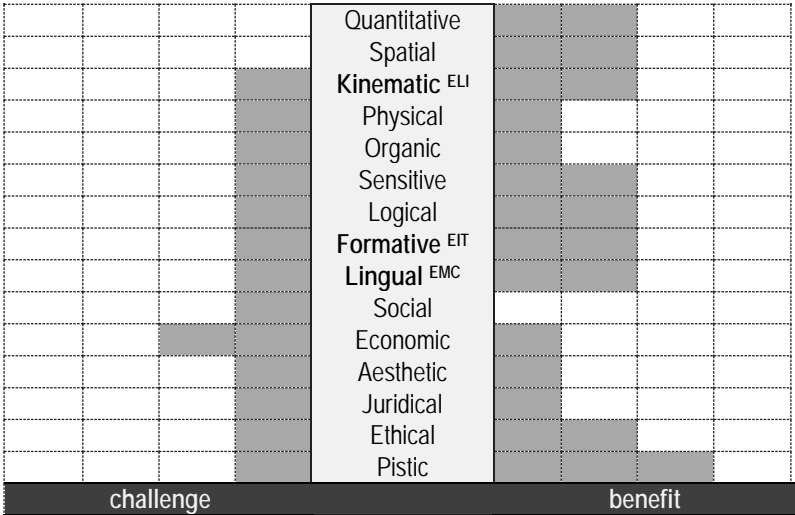 Quantitative
Spatial
Kinematic ELI
Physical
Organic
Sensitive
Logical
Formative EIT
Lingual EMC
Social
Economic
Aesthetic
Juridical
Ethical
Pistic
challenge benefit